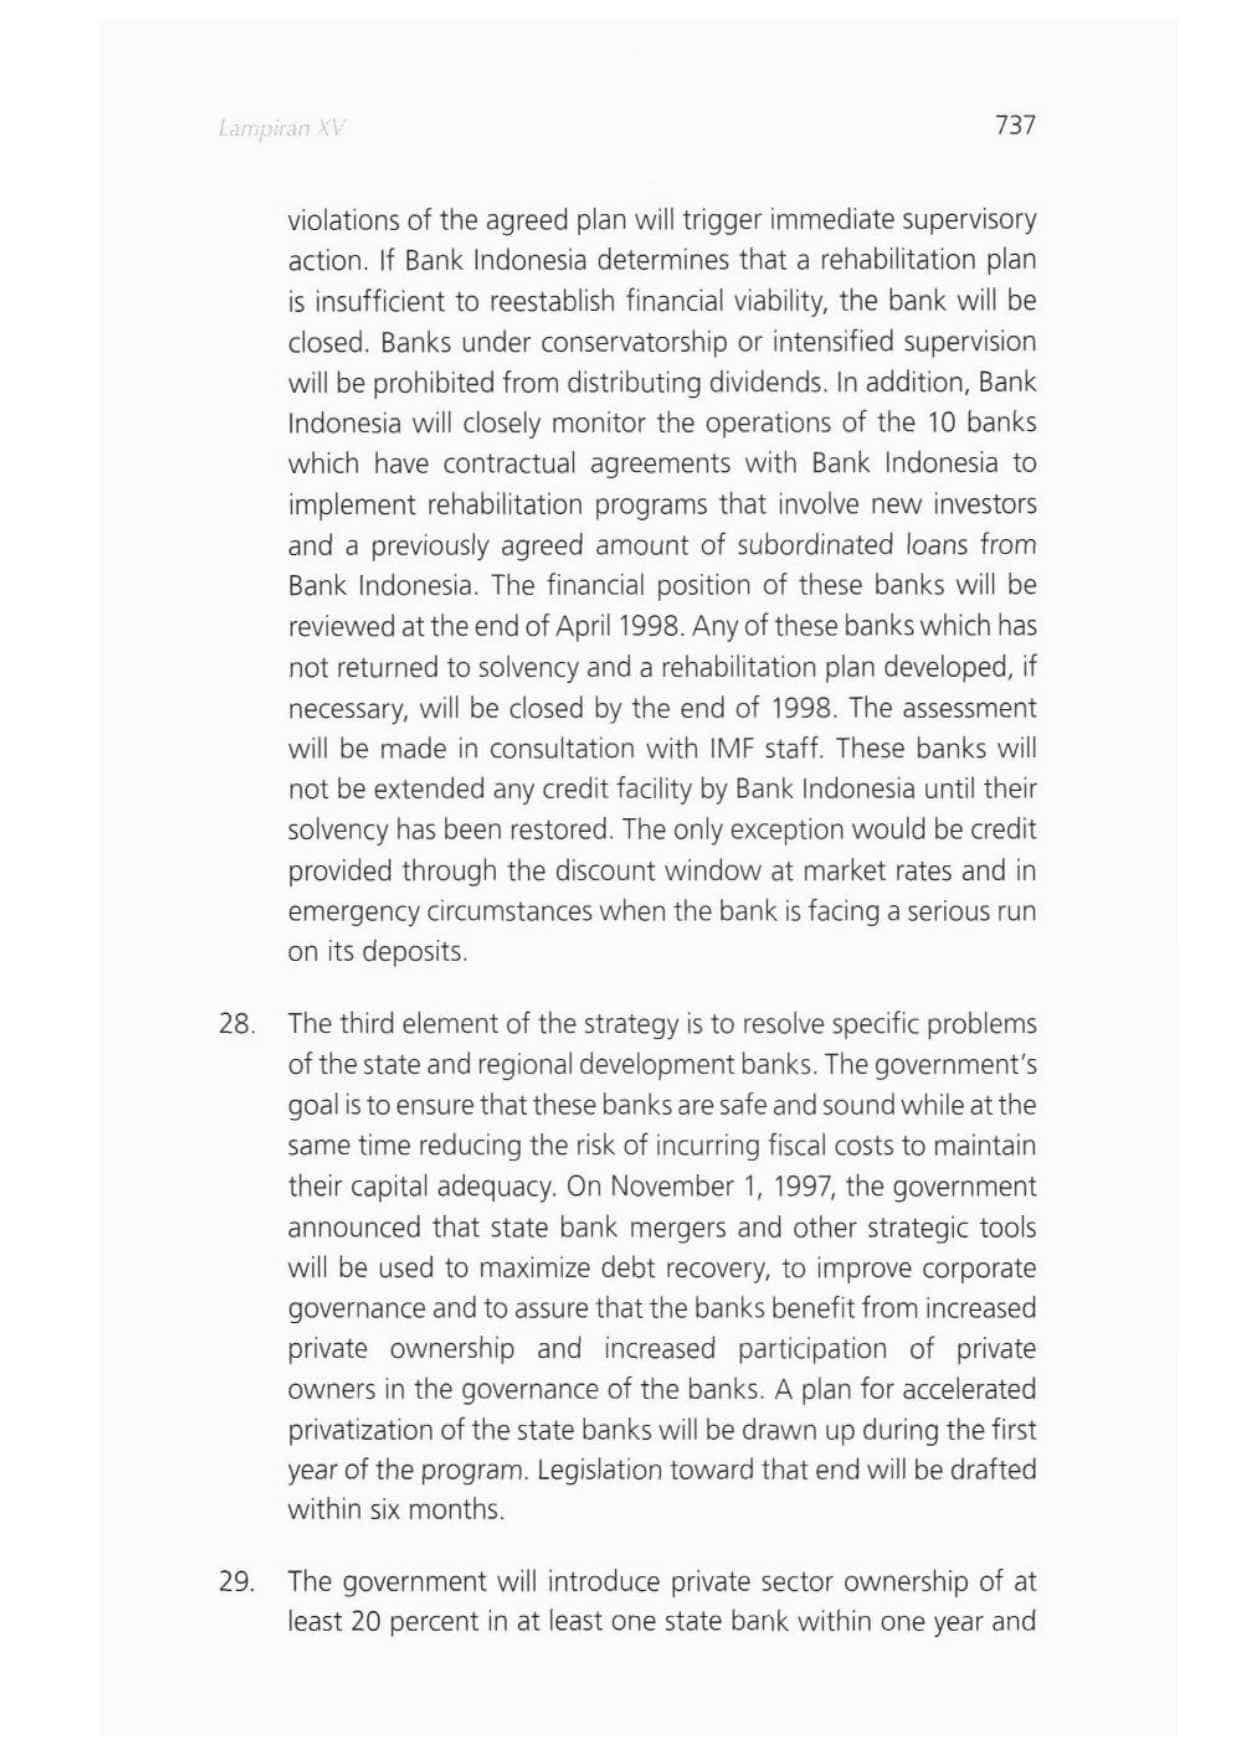 Lampiran XV
737
violations of the agreed plan will trigger immediate supervisory
action. If Bank Indonesia determines that a rehabilitation plan
is insufficient to reestablish financial viability, the bank will be
closed. Banks under conservatorship or intensified supervision
will be prohibited from distributing dividends. In addition, Bank
Indonesia will closely monitor the operations of the 10 banks
which have contractual agreements with Bank Indonesia to
implement rehabilitation programs that involve new investors
and a previously agreed amount of subordinated loans from
Bank Indonesia. The financial position of these banks will be
reviewed at the end of April 1998. Any of these banks which has
not returned to solvency and a rehabilitation plan developed, if
necessary, will be closed by the end of 1998. The assessment
will be made in consultation with IMF staff. These banks will
not be extended any credit facility by Bank Indonesia until their
solvency has been restored. The only exception would be credit
provided through the discount window at market rates and in
emergency circumstances when the bank is facing a serious run
on its deposits.
28. The third element of the strategy is to resolve specific problems
of the state and regional development banks. The government's
goal is to ensure that these banks are safe and sound while at the
same time reducing the risk of incurring fiscal costs to maintain
their capital adequacy. On November 1, 1997, the government
announced that state bank mergers and other strategic tools
will be used to maximize debt recovery, to improve corporate
governance and to assure that the banks benefit from increased
private ownership and increased participation of private
owners in the governance of the banks. A plan for accelerated
privatization of the state banks will be drawn up during the first
year of the program. Legislation toward that end will be drafted
within six months.
29. The government will introduce private sector ownership of at
least 20 percent in at least one state bank within one year and